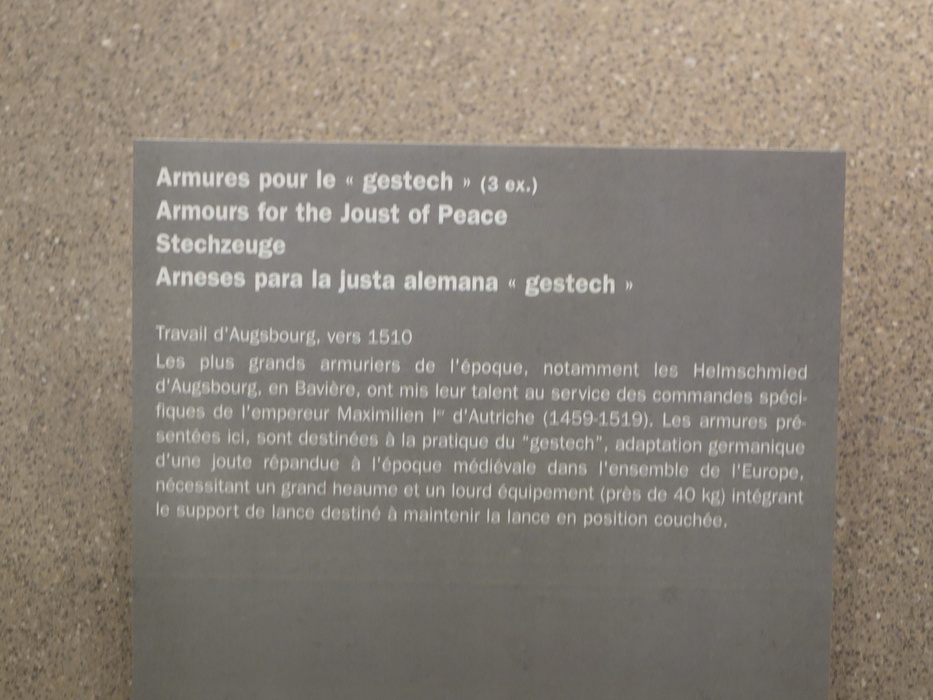 Armures pour le « gestech » (3 ex.)
Armours for the Joust of Peace
Stechzeuge
Arneses para la justa alemana « gestech »
Travail d'Augsbourg, vers 1510
Les plus grands armuriers de l'époque, notamment les Helmschmied
d'Augsbourg, en Bavière, ont mis leur talent au service des commandes spéci-
fiques de l'empereur Maximilien Ier d'Autriche (1459-1519). Les armures pré-
sentées ici, sont destinées à la pratique du "gestech", adaptation germanique
d'une joute répandue à l'époque médiévale dans l'ensemble de l'Europe,
nécessitant un grand heaume et un lourd équipement (près de 40 kg) intégrant
le support de lance destiné à maintenir la lance en position couchée.